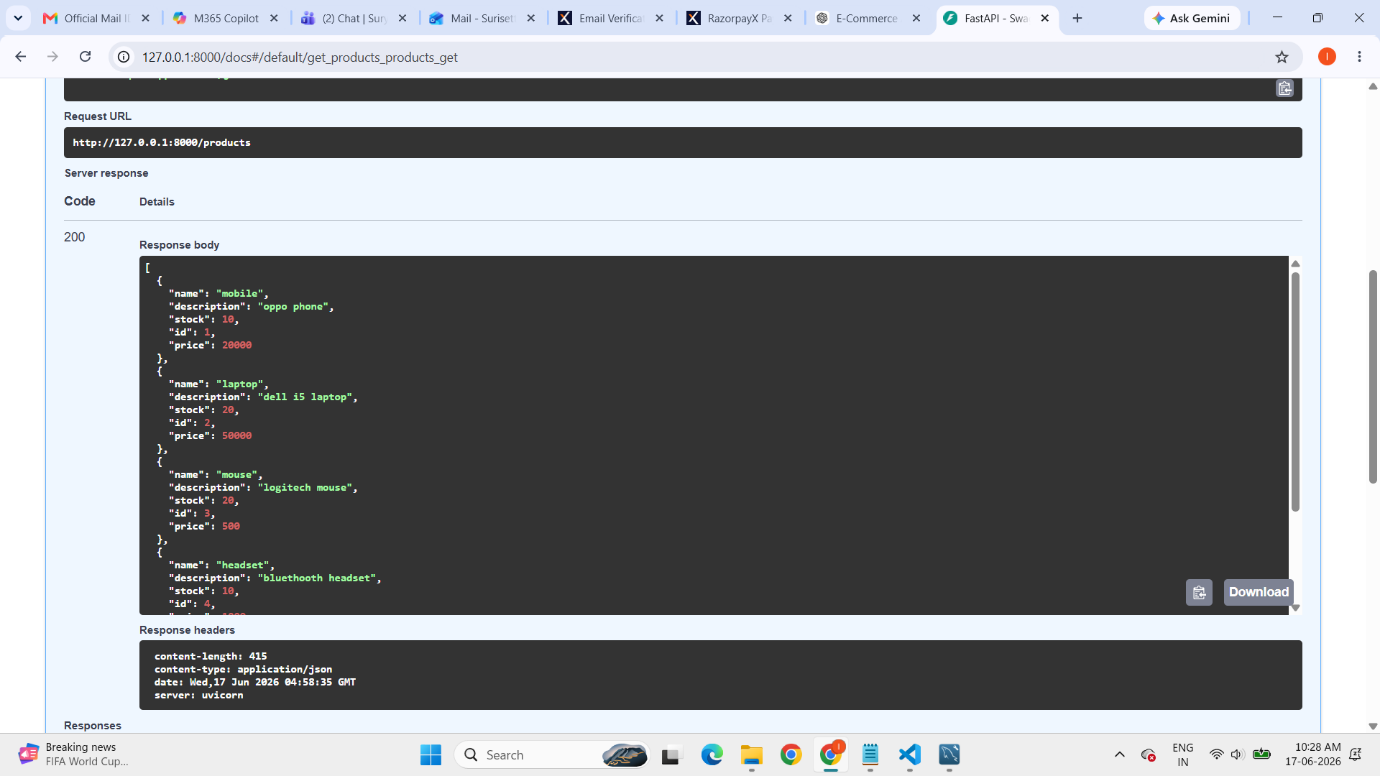 Official Mail I
M365 Copilot
(2) Chat | Sury
Mail - Suriset
Email Verifica
RazorpayX Pa
E-Commerce
FastAPI - Swa
Ask Gemini
127.0.0.1:8000/docs#/default/get_products_products_get
I
Request URL
http://127.0.0.1:8000/products
Server response
Code
Details
200
Response body
[
{
"name": "mobile",
"description": "oppo phone",
"stock": 10,
"id": 1,
"price": 20000
},
{
"name": "laptop",
"description": "dell i5 laptop",
"stock": 20,
"id": 2,
"price": 50000
},
{
"name": "mouse",
"description": "logitech mouse",
"stock": 20,
"id": 3,
"price": 500
},
{
"name": "headset",
"description": "bluethooth headset",
"stock": 10,
"id": 4,
Download
Response headers
content-length: 415
content-type: application/json
date: Wed,17 Jun 2026 04:58:35 GMT
server: uvicorn
Responses
Breaking news
FIFA World Cup...
Search
ENG
IN
10:28 AM
17-06-2026